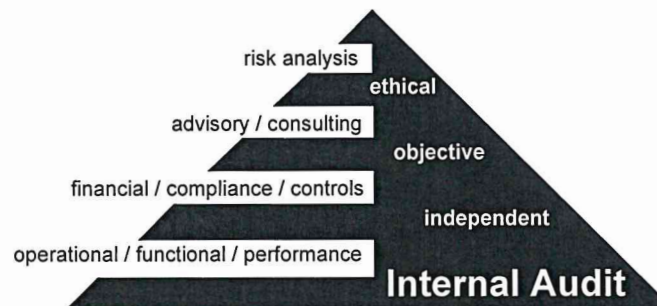 risk analysis
ethical
advisory / consulting
objective
financial / compliance / controls
independent
operational / functional / performance
Internal Audit